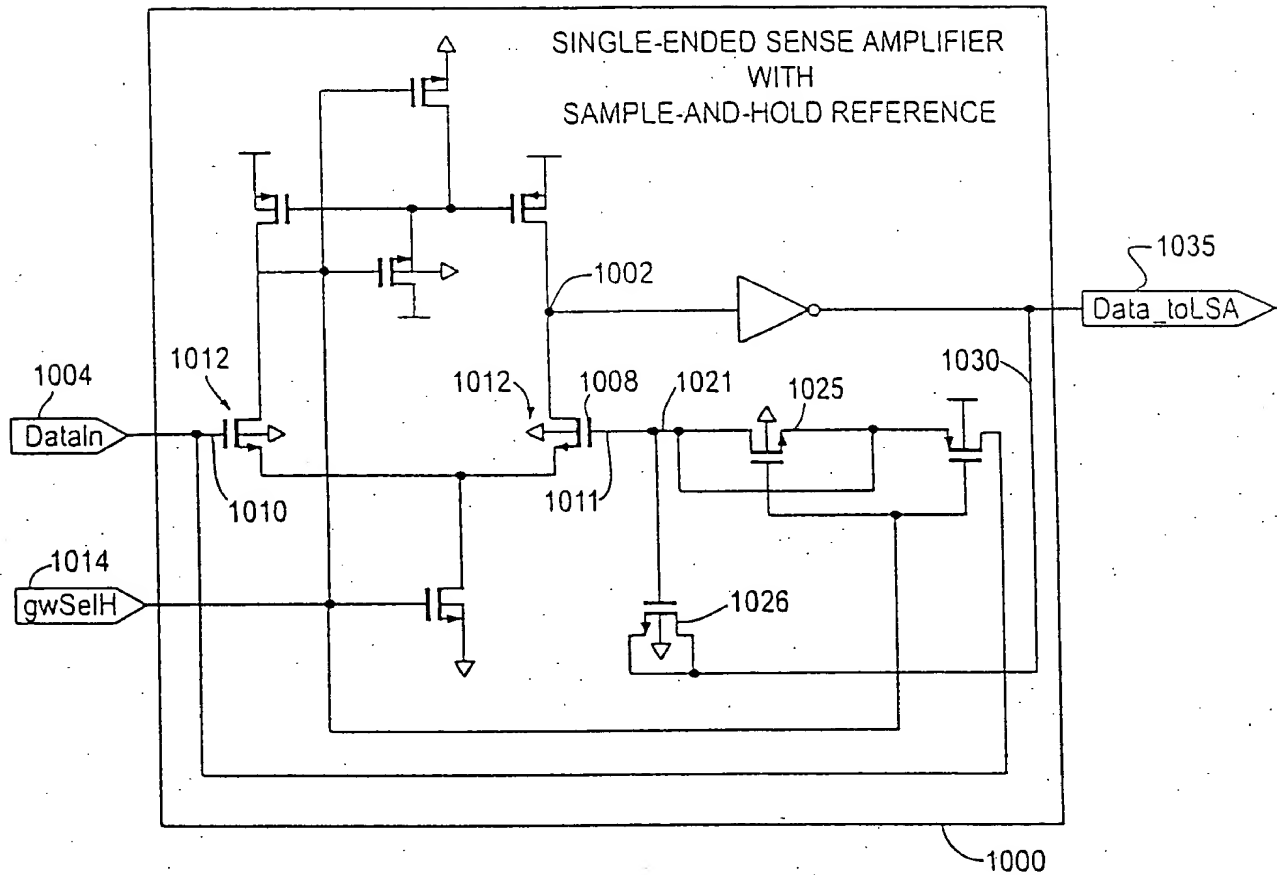 SINGLE-ENDED SENSE AMPLIFIER
WITH
SAMPLE-AND-HOLD REFERENCE
1035
Data_toLSA
1002
1030
1012
1004
DataIn
1012
1008
1021
1025
1010
1011
1014
gwSelH
1026
1000